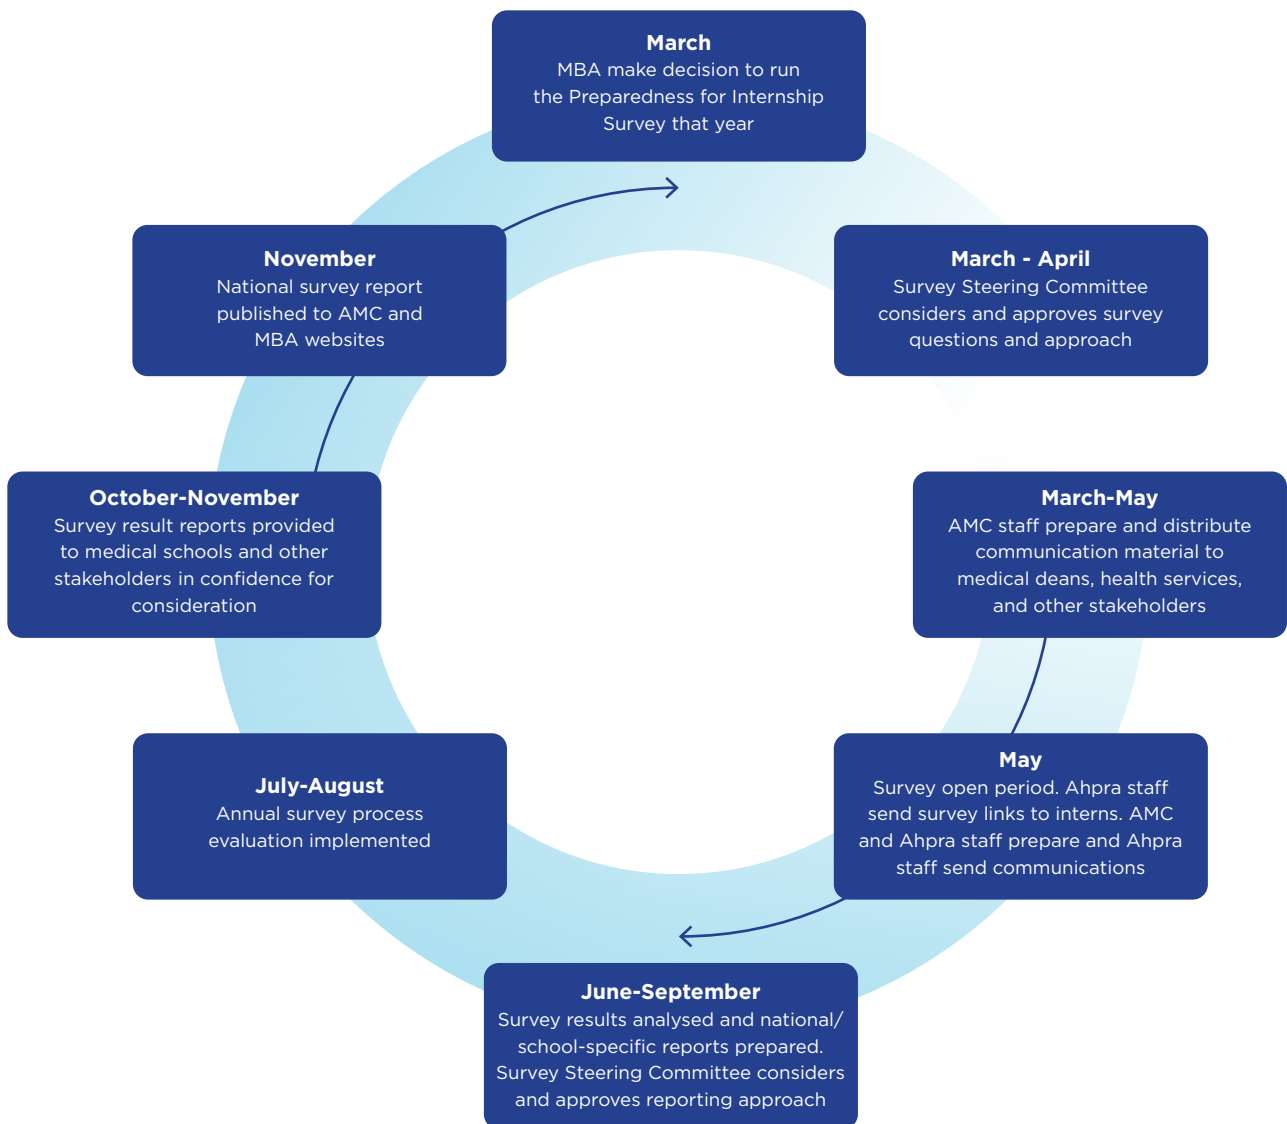 March
MBA make decision to run
the Preparedness for Internship
Survey that year
March - April
Survey Steering Committee
considers and approves survey
questions and approach
March-May
AMC staff prepare and distribute
communication material to
medical deans, health services,
and other stakeholders
May
Survey open period. Ahpra staff
send survey links to interns. AMC
and Ahpra staff prepare and Ahpra
staff send communications
June-September
Survey results analysed and national/
school-specific reports prepared.
Survey Steering Committee considers
and approves reporting approach
July-August
Annual survey process
evaluation implemented
October-November
Survey result reports provided
to medical schools and other
stakeholders in confidence for
consideration
November
National survey report
published to AMC and
MBA websites